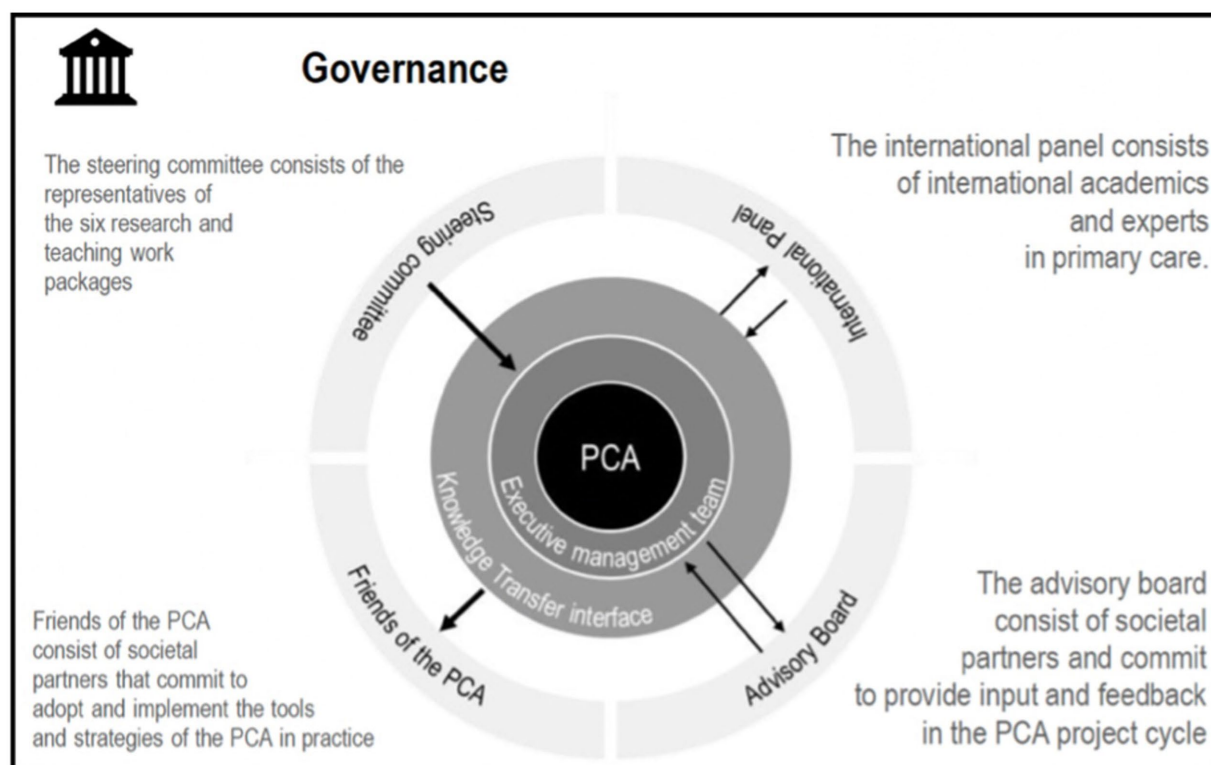 Governance
The steering committee consists of the
representatives of
the six research and
teaching work
packages
The international panel consists
of international academics
and experts
in primary care.
Steering committee
International Panel
PCA
Executive management team
Knowledge Transfer interface
Friends of the PCA
Advisory Board
Friends of the PCA
consist of societal
partners that commit to
adopt and implement the tools
and strategies of the PCA in practice
The advisory board
consist of societal
partners and commit
to provide input and feedback
in the PCA project cycle